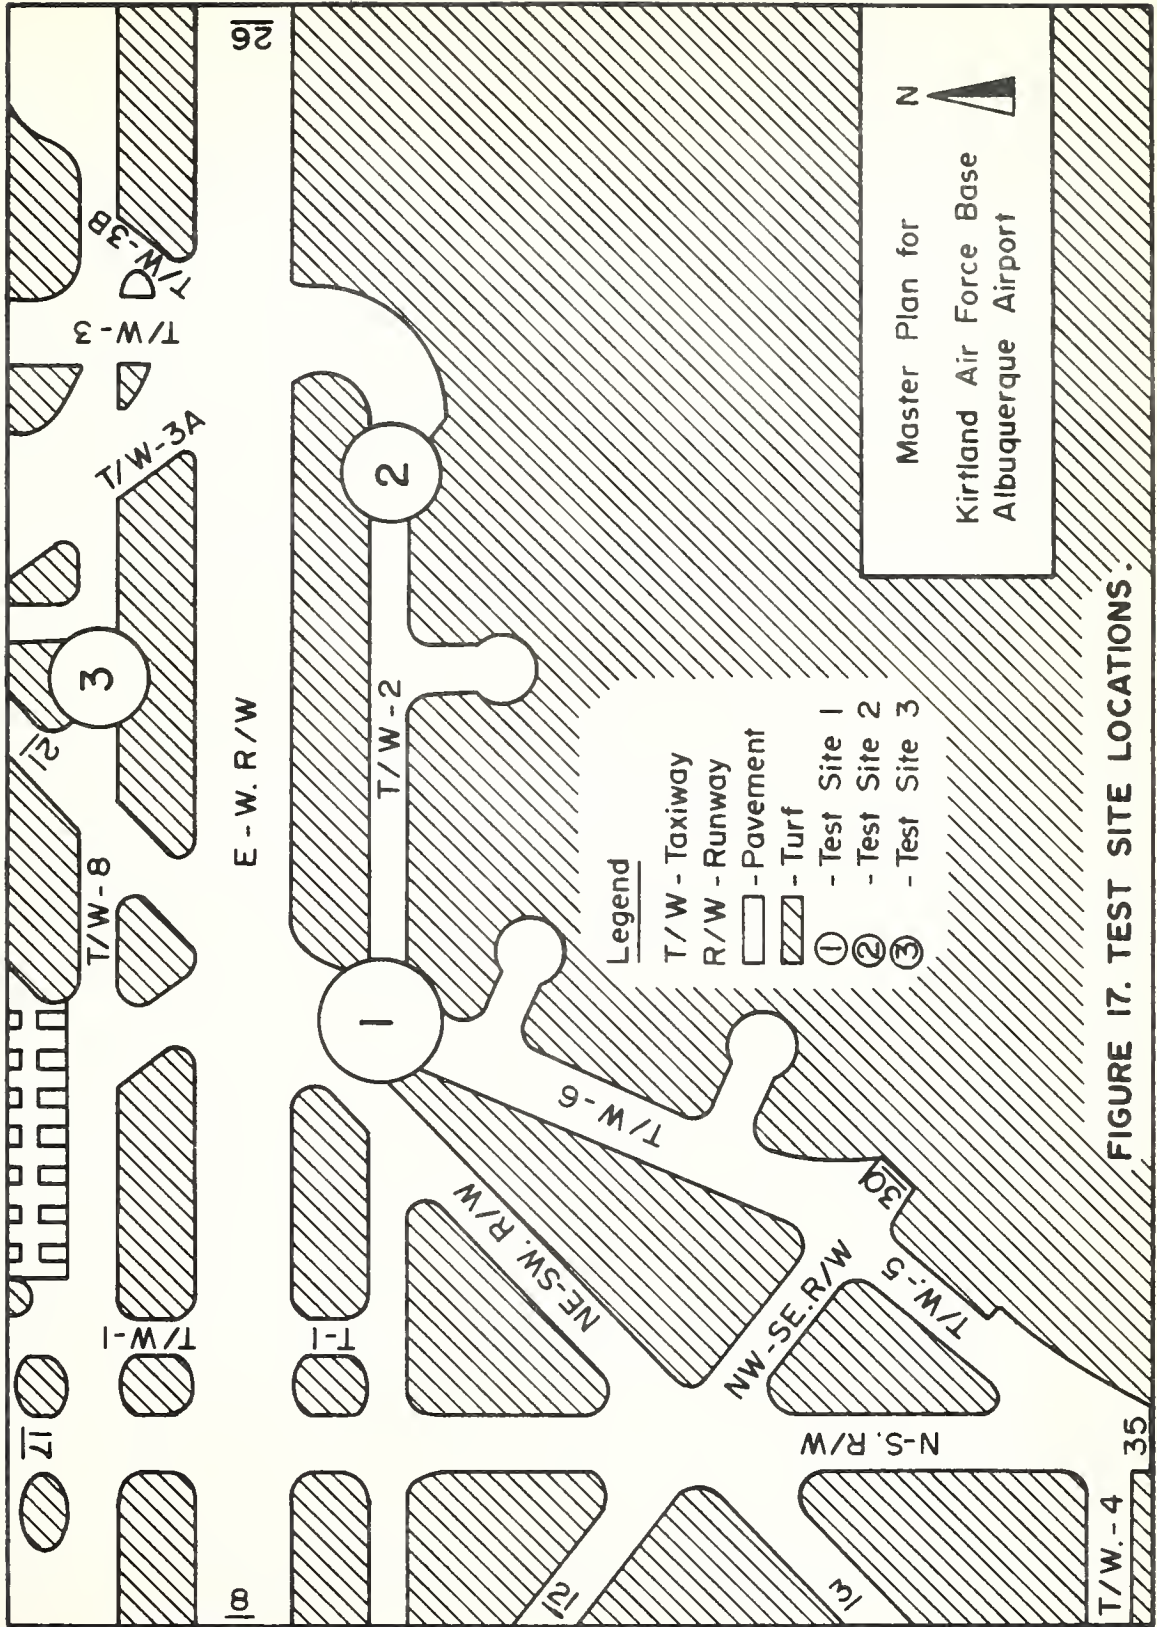 17
21
8
26
T/W-1
T/W-8
T/W-3A
T/W-3
T/W-3B
3
E-W. R/W
T-1
1
T/W-2
2
NE-SW. R/W
T/W-6
12
3
N-S. R/W
NW-SE. R/W
30
T/W.-5
T/W.-4
35
Legend
T/W - Taxiway
R/W - Runway
- Pavement
- Turf
1 - Test Site 1
2 - Test Site 2
3 - Test Site 3
N
Master Plan for
Kirtland Air Force Base
Albuquerque Airport
FIGURE 17. TEST SITE LOCATIONS.